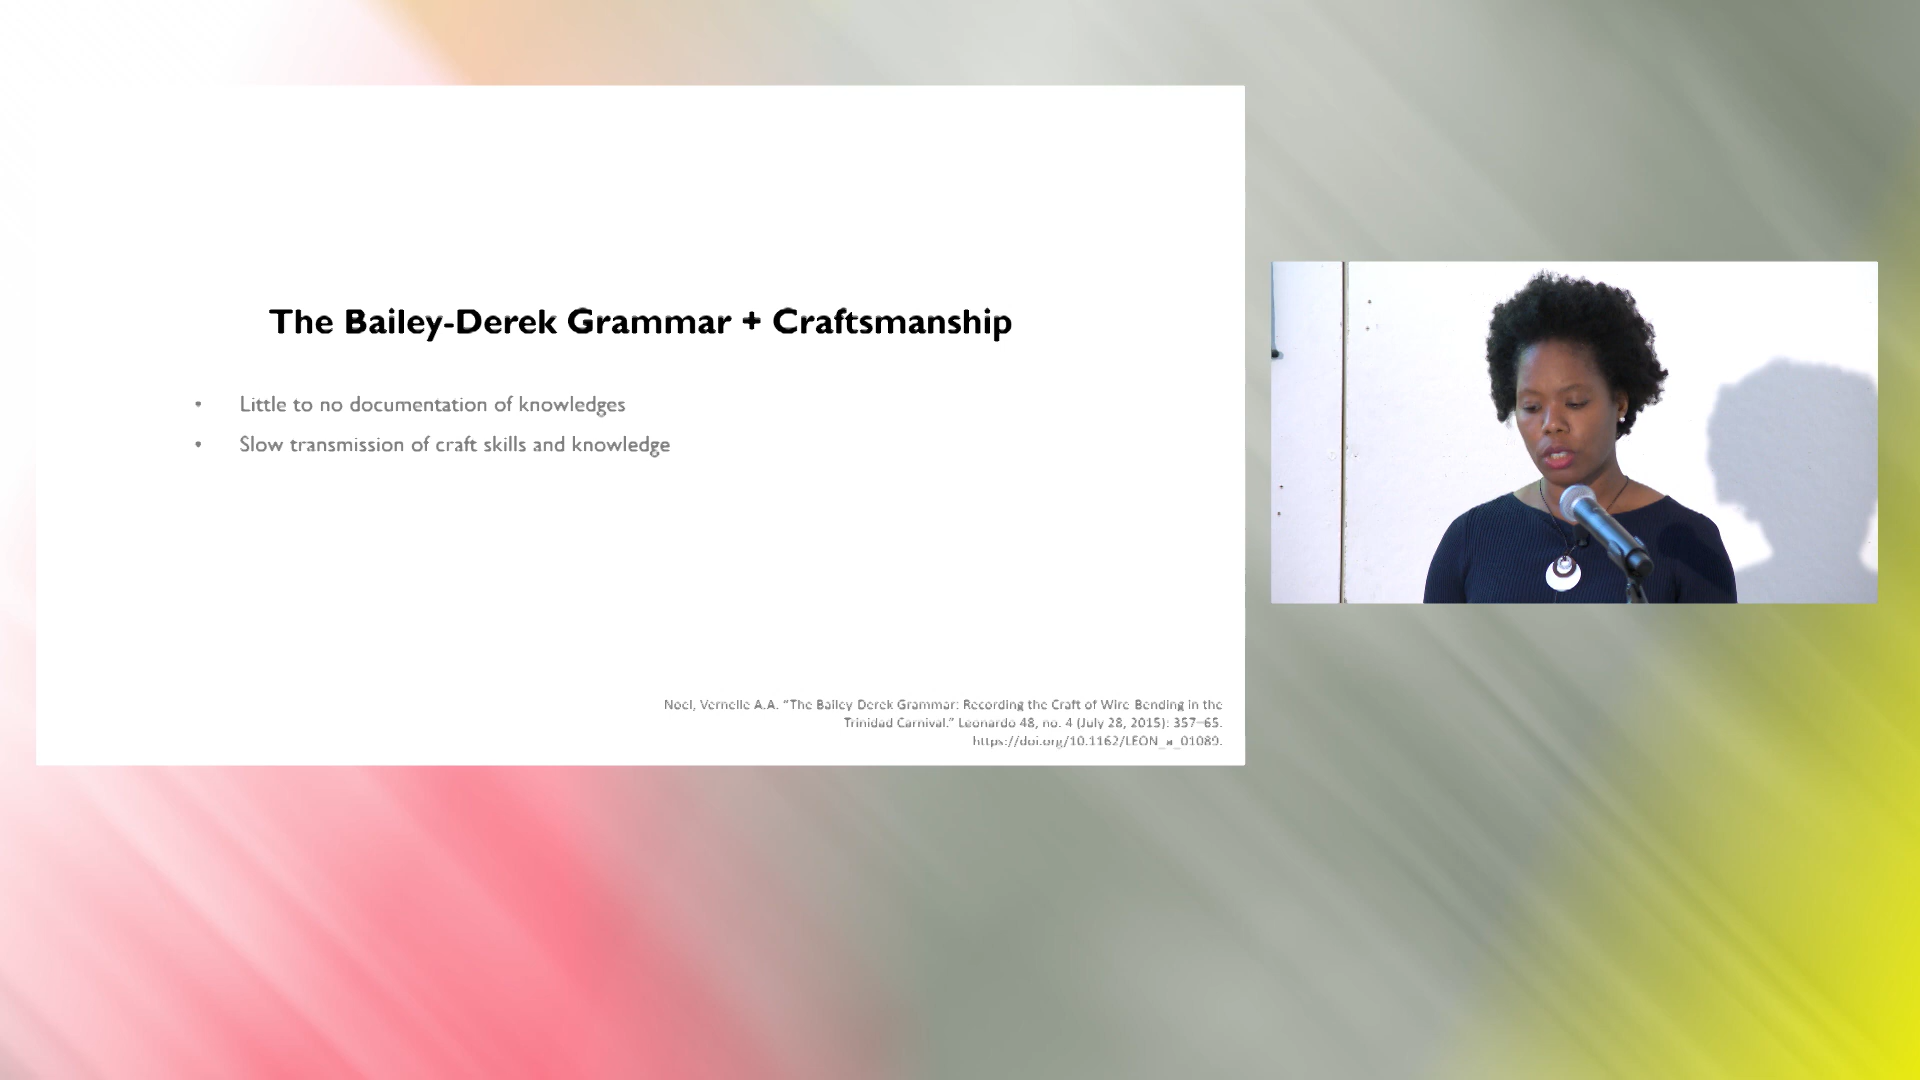 The Bailey-Derek Grammar + Craftsmanship
• Little to no documentation of knowledges
• Slow transmission of craft skills and knowledge
Noel, Vernelle A.A. “The Bailey Derek Grammar: Recording the Craft of Wire Bending in the
Trinidad Carnival.” Leonardo 48, no. 4 (July 28, 2015): 357–65.
https://doi.org/10.1162/LEON_a_01089.